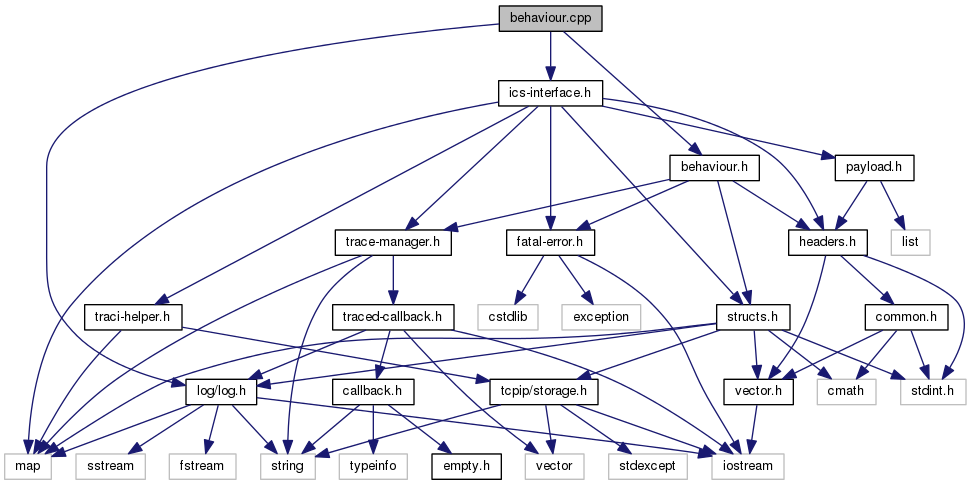 behaviour.cpp
ics-interface.h
behaviour.h
payload.h
trace-manager.h
fatal-error.h
headers.h
list
traci-helper.h
traced-callback.h
cstdlib
exception
structs.h
common.h
log/log.h
callback.h
tcpip/storage.h
vector.h
cmath
stdint.h
map
sstream
fstream
string
typeinfo
empty.h
vector
stdexcept
iostream